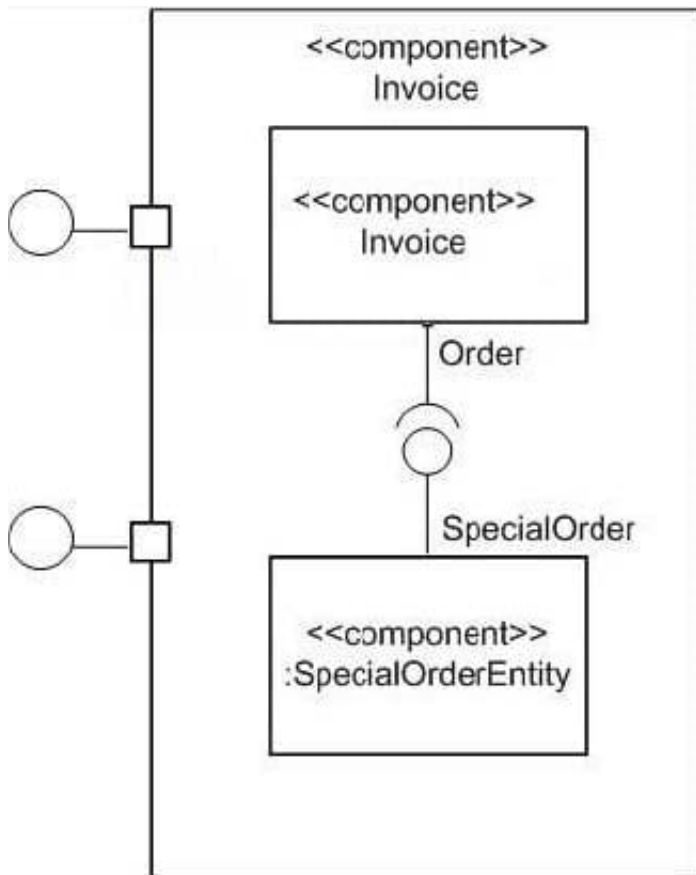 <<component>>
Invoice
<<component>>
Invoice
Order
SpecialOrder
<<component>>
:SpecialOrderEntity